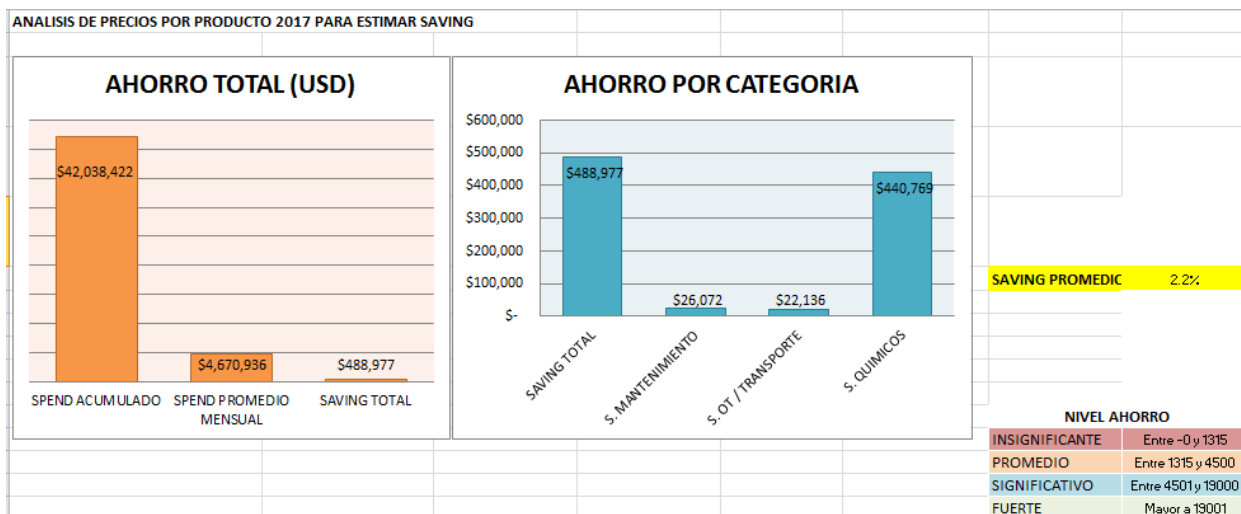 ANALISIS DE PRECIOS POR PRODUCTO 2017 PARA ESTIMAR SAVING
AHORRO TOTAL (USD)
$42,038,422
$4,670,936
$488,977
SPEND ACUMULADO
SPEND PROMEDIO
MENSUAL
SAVING TOTAL
AHORRO POR CATEGORIA
$600,000
$500,000
$400,000
$300,000
$200,000
$100,000
$-
$488,977
$26,072
$22,136
$440,769
SAVING TOTAL
S. MANTENIMIENTO
S. OT / TRANSPORTE
S. QUIMICOS
SAVING PROMEDIC 2.2%
NIVEL AHORRO
INSIGNIFICANTE Entre -0 y 1315
PROMEDIO Entre 1315 y 4500
SIGNIFICATIVO Entre 4501 y 19000
FUERTE Mayor a 19001